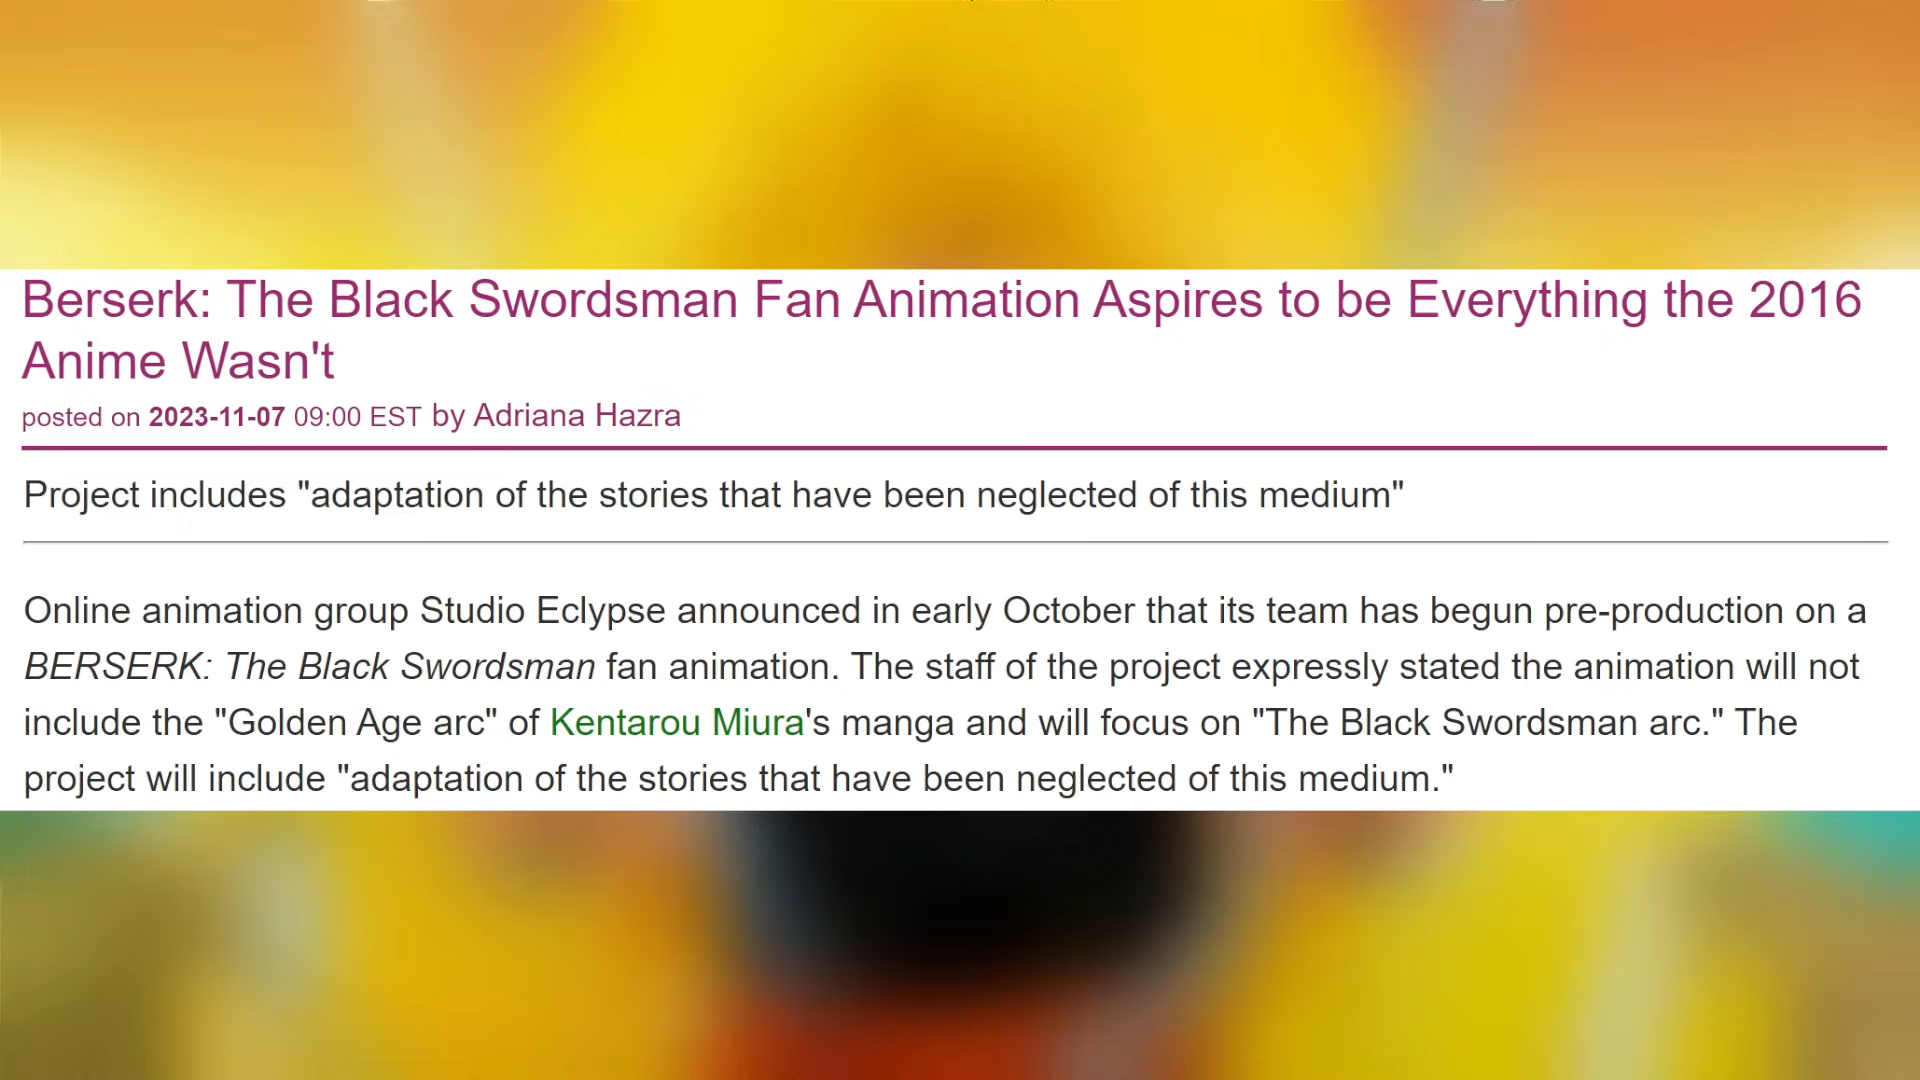 Berserk: The Black Swordsman Fan Animation Aspires to be Everything the 2016
Anime Wasn't
posted on 2023-11-07 09:00 EST by Adriana Hazra
Project includes "adaptation of the stories that have been neglected of this medium"
Online animation group Studio Eclypse announced in early October that its team has begun pre-production on a
BERSERK: The Black Swordsman fan animation. The staff of the project expressly stated the animation will not
include the "Golden Age arc" of Kentarou Miura's manga and will focus on "The Black Swordsman arc." The
project will include "adaptation of the stories that have been neglected of this medium."